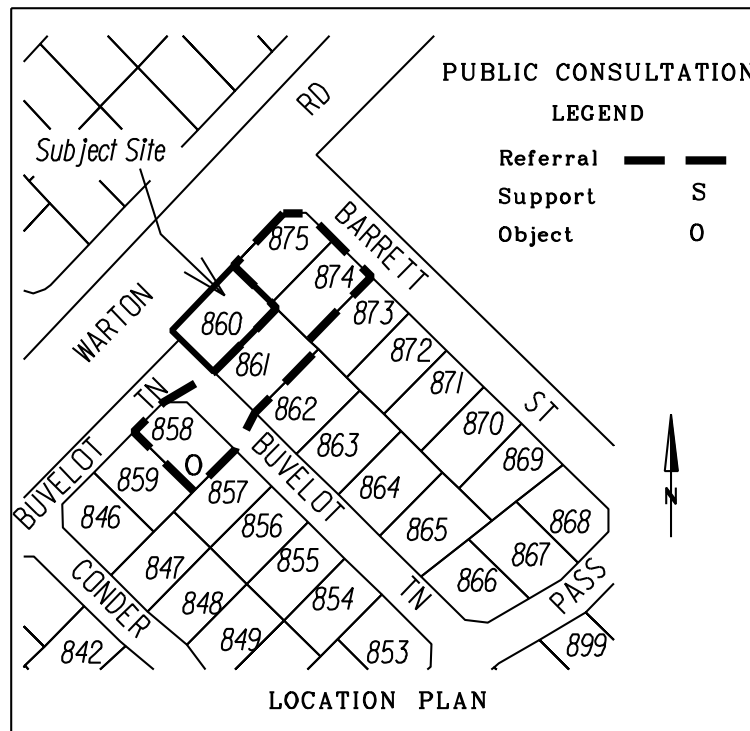 PUBLIC CONSULTATION
LEGEND
Referral
Support S
Object O
RD
Subject Site
WARTON
BARRETT
ST
875
874
873
860
872
861
871
862
870
863
869
864
868
865
867
866
BUVELOT TN
858
O
859
857
BUVELOT
TN
846
856
855
847
854
848
849
853
CONDER
PASS
842
899
N
LOCATION PLAN